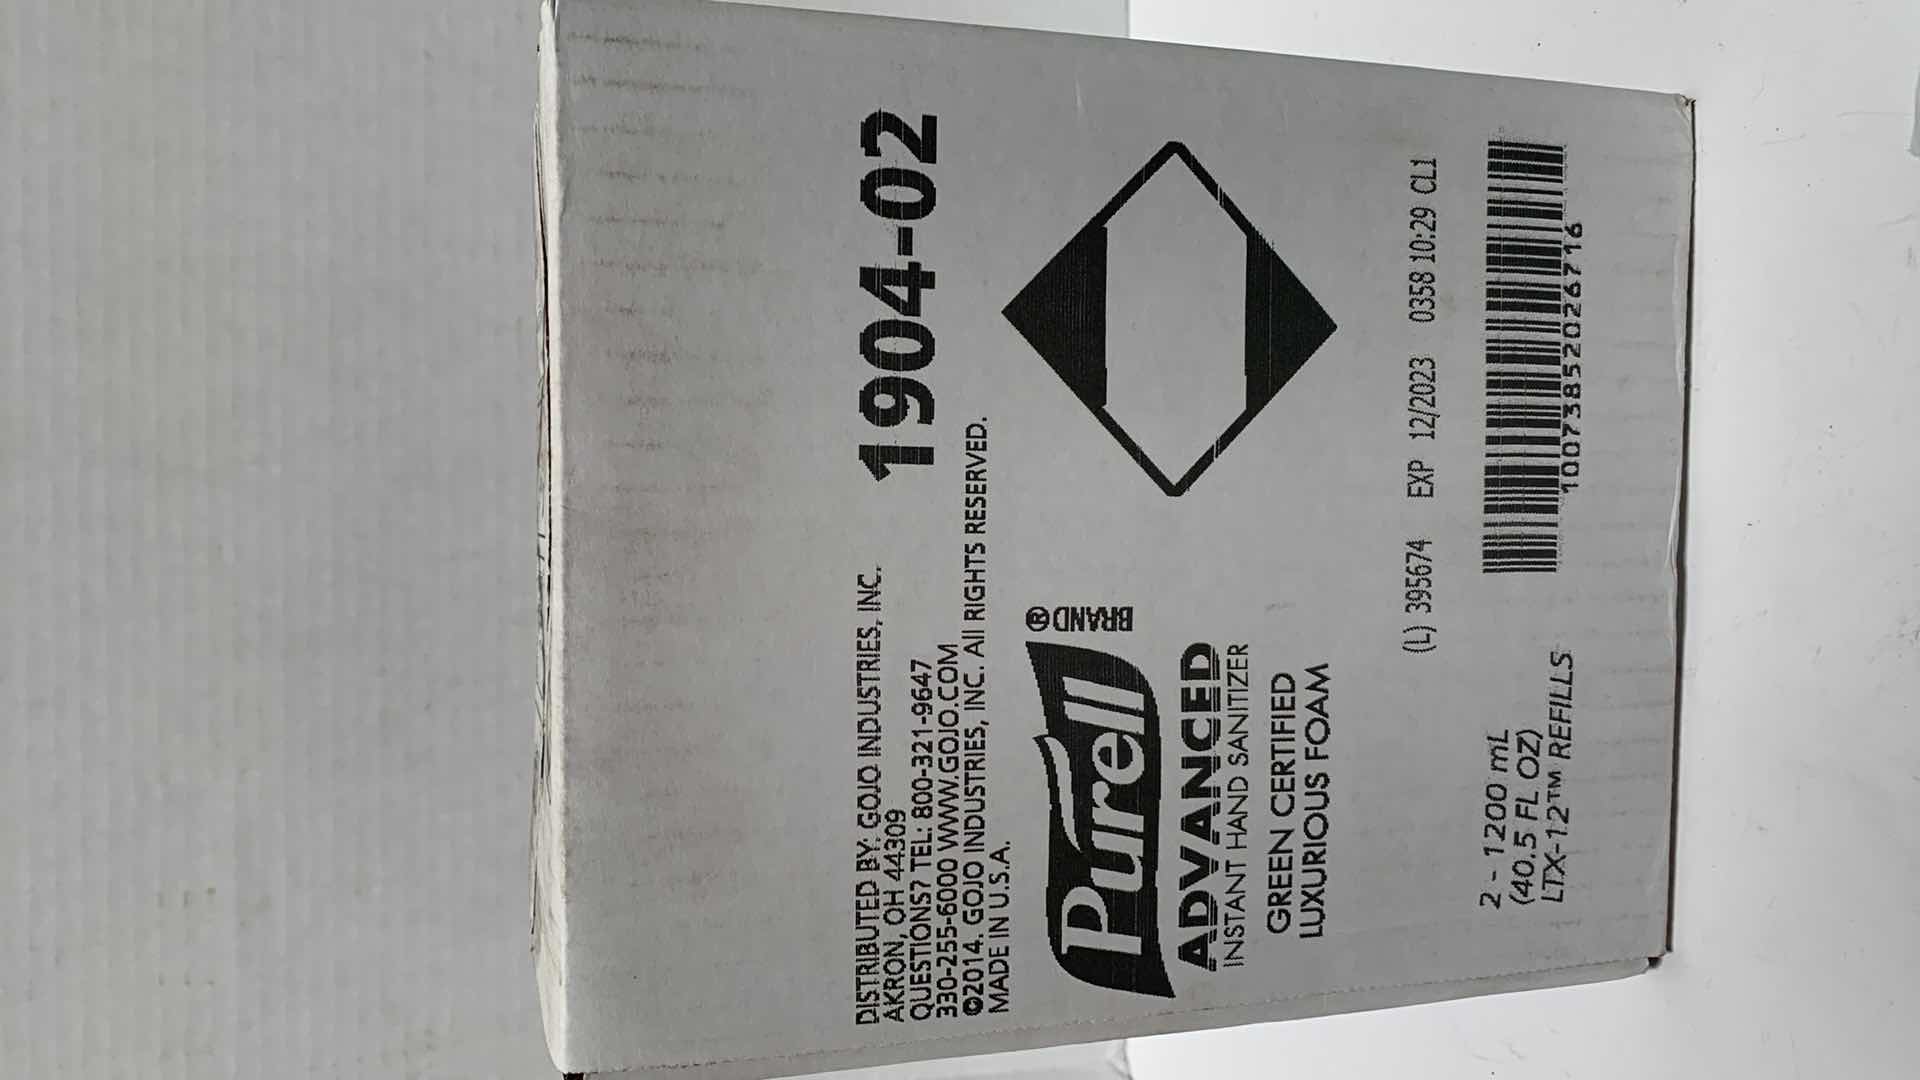 DISTRIBUTED BY: GOJO INDUSTRIES, INC.
AKRON, OH 44309
QUESTIONS? TEL: 800-321-9647
330-255-6000 WWW.GOJO.COM
©2014. GOJO INDUSTRIES, INC. All RIGHTS RESERVED.
MADE IN U.S.A.
1904-02
Purell
BRAND®
ADVANCED
INSTANT HAND SANITIZER
GREEN CERTIFIED
LUXURIOUS FOAM
(L) 395674 EXP 12/2023 0358 10:29 CL1
2 - 1200 mL
(40.5 FL OZ)
LTX-12™ REFILLS
10073852026716